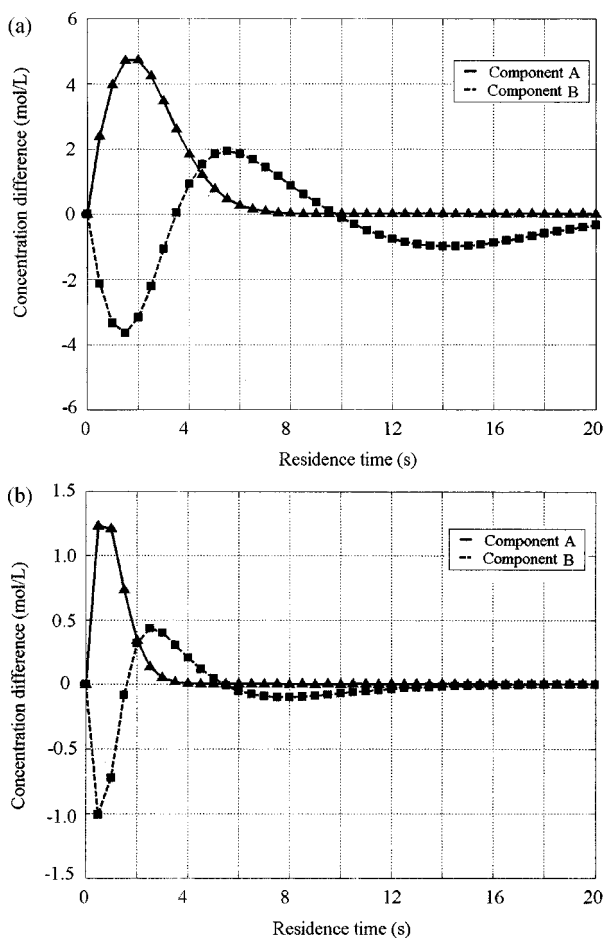 (a)
Concentration difference (mol/L)
6
4
2
0
-2
-4
-6
Component A
Component B
0 4 8 12 16 20
Residence time (s)
(b)
Concentration difference (mol/L)
1.5
1.0
0.5
0
-0.5
-1.0
-1.5
Component A
Component B
0 4 8 12 16 20
Residence time (s)